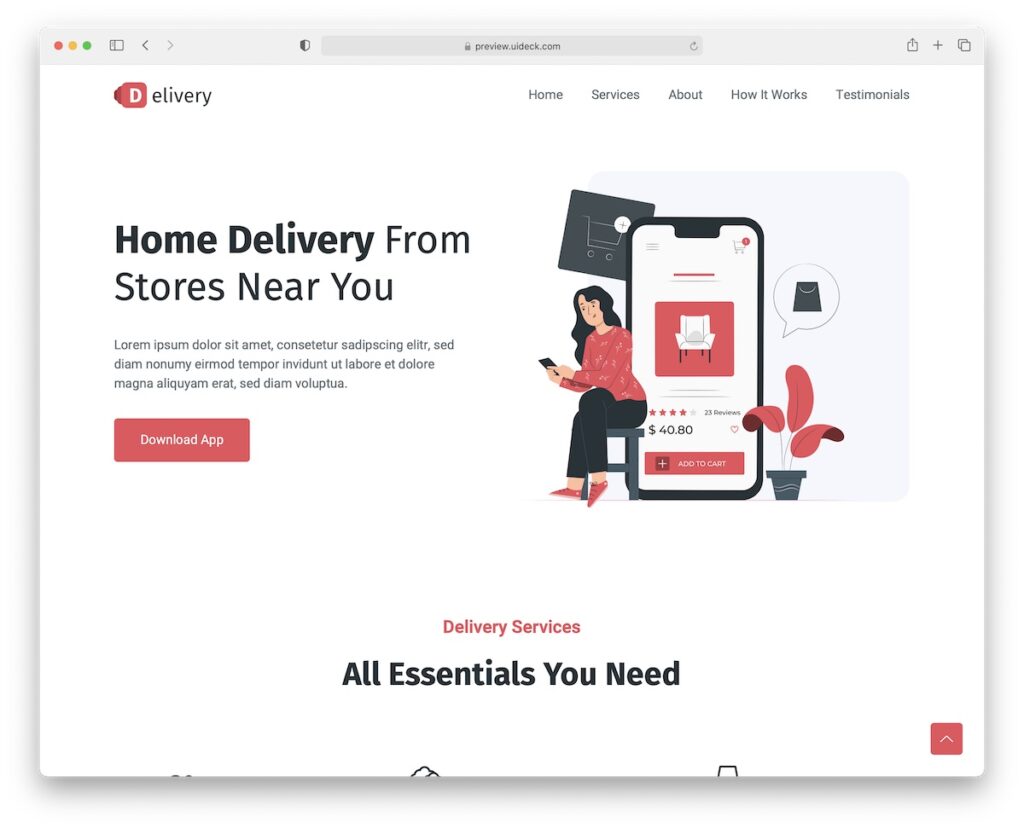 preview.uideck.com
D elivery
Home Services About How It Works Testimonials
Home Delivery From
Stores Near You
Lorem ipsum dolor sit amet, consetetur sadipscing elitr, sed
diam nonumy eirmod tempor invidunt ut labore et dolore
magna aliquyam erat, sed diam voluptua.
Download App
1
23 Reviews
$ 40.80
ADD TO CART
Delivery Services
All Essentials You Need